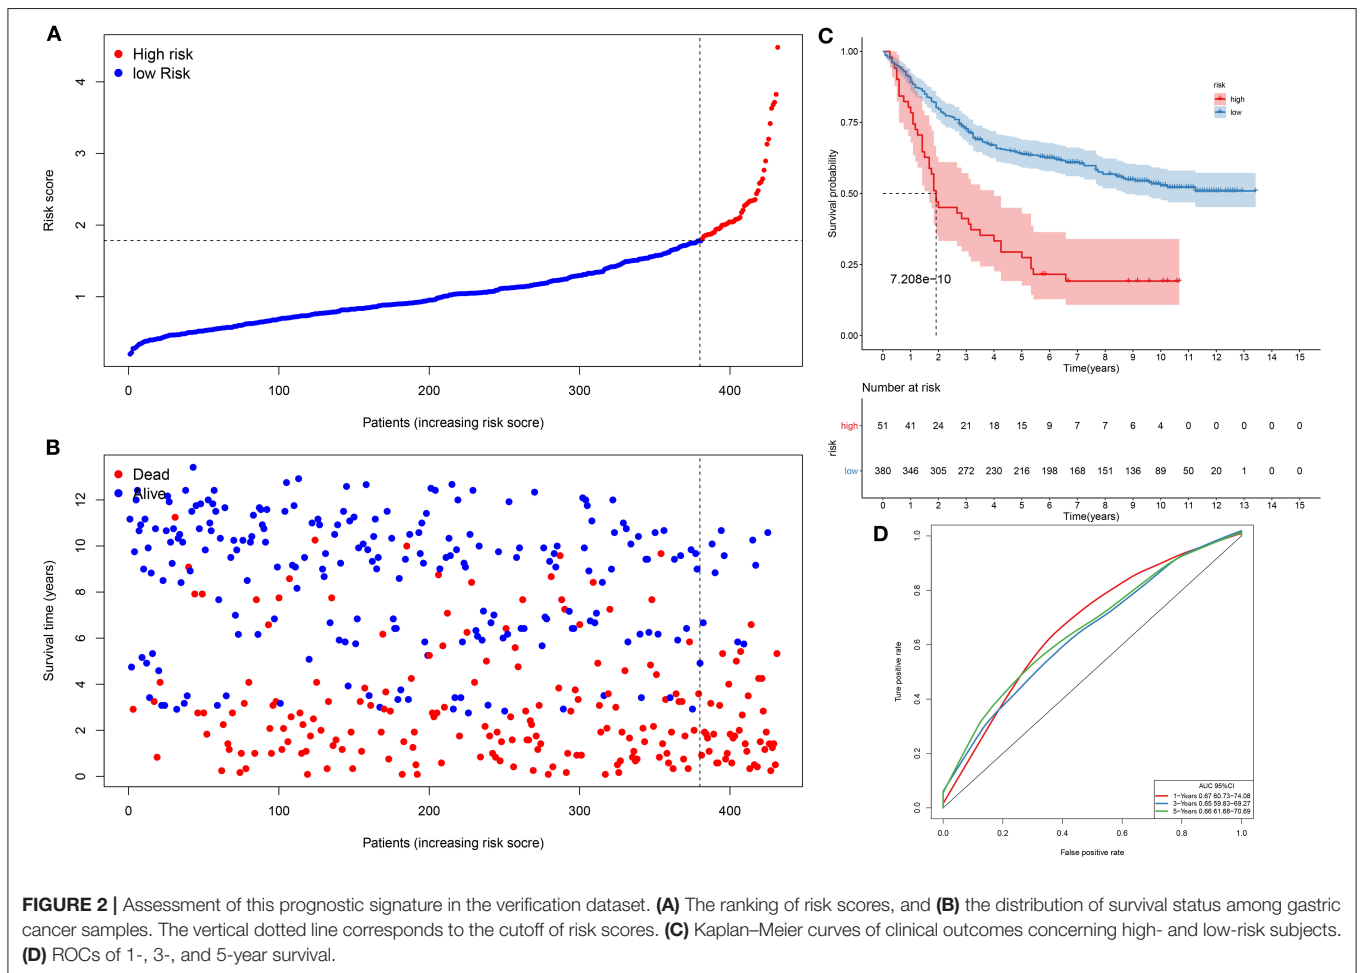 A
High risk
low Risk
Risk score
4
3
2
1
0 100 200 300 400
Patients (increasing risk socre)
B
Dead
Alive
Survival time (years)
12
10
8
6
4
2
0
0 100 200 300 400
Patients (increasing risk socre)
C
1.00
0.75
0.50
0.25
0.00
Survival probability
risk
high
low
7.208e−10
0 1 2 3 4 5 6 7 8 9 10 11 12 13 14 15
Time(years)
Number at risk
risk
high 51 41 24 21 18 15 9 7 7 6 4 0 0 0 0 0
low 380 346 305 272 230 216 198 168 151 136 89 50 20 1 0 0
0 1 2 3 4 5 6 7 8 9 10 11 12 13 14 15
Time(years)
D
Ture positive rate
1.0
0.8
0.6
0.4
0.2
0.0
AUC 95%CI
1−Years 0.67 60.73−74.08
3−Years 0.65 59.83−69.27
5−Years 0.66 61.68−70.69
0.0 0.2 0.4 0.6 0.8 1.0
False positive rate
FIGURE 2 | Assessment of this prognostic signature in the verification dataset. (A) The ranking of risk scores, and (B) the distribution of survival status among gastric
cancer samples. The vertical dotted line corresponds to the cutoff of risk scores. (C) Kaplan–Meier curves of clinical outcomes concerning high- and low-risk subjects.
(D) ROCs of 1-, 3-, and 5-year survival.